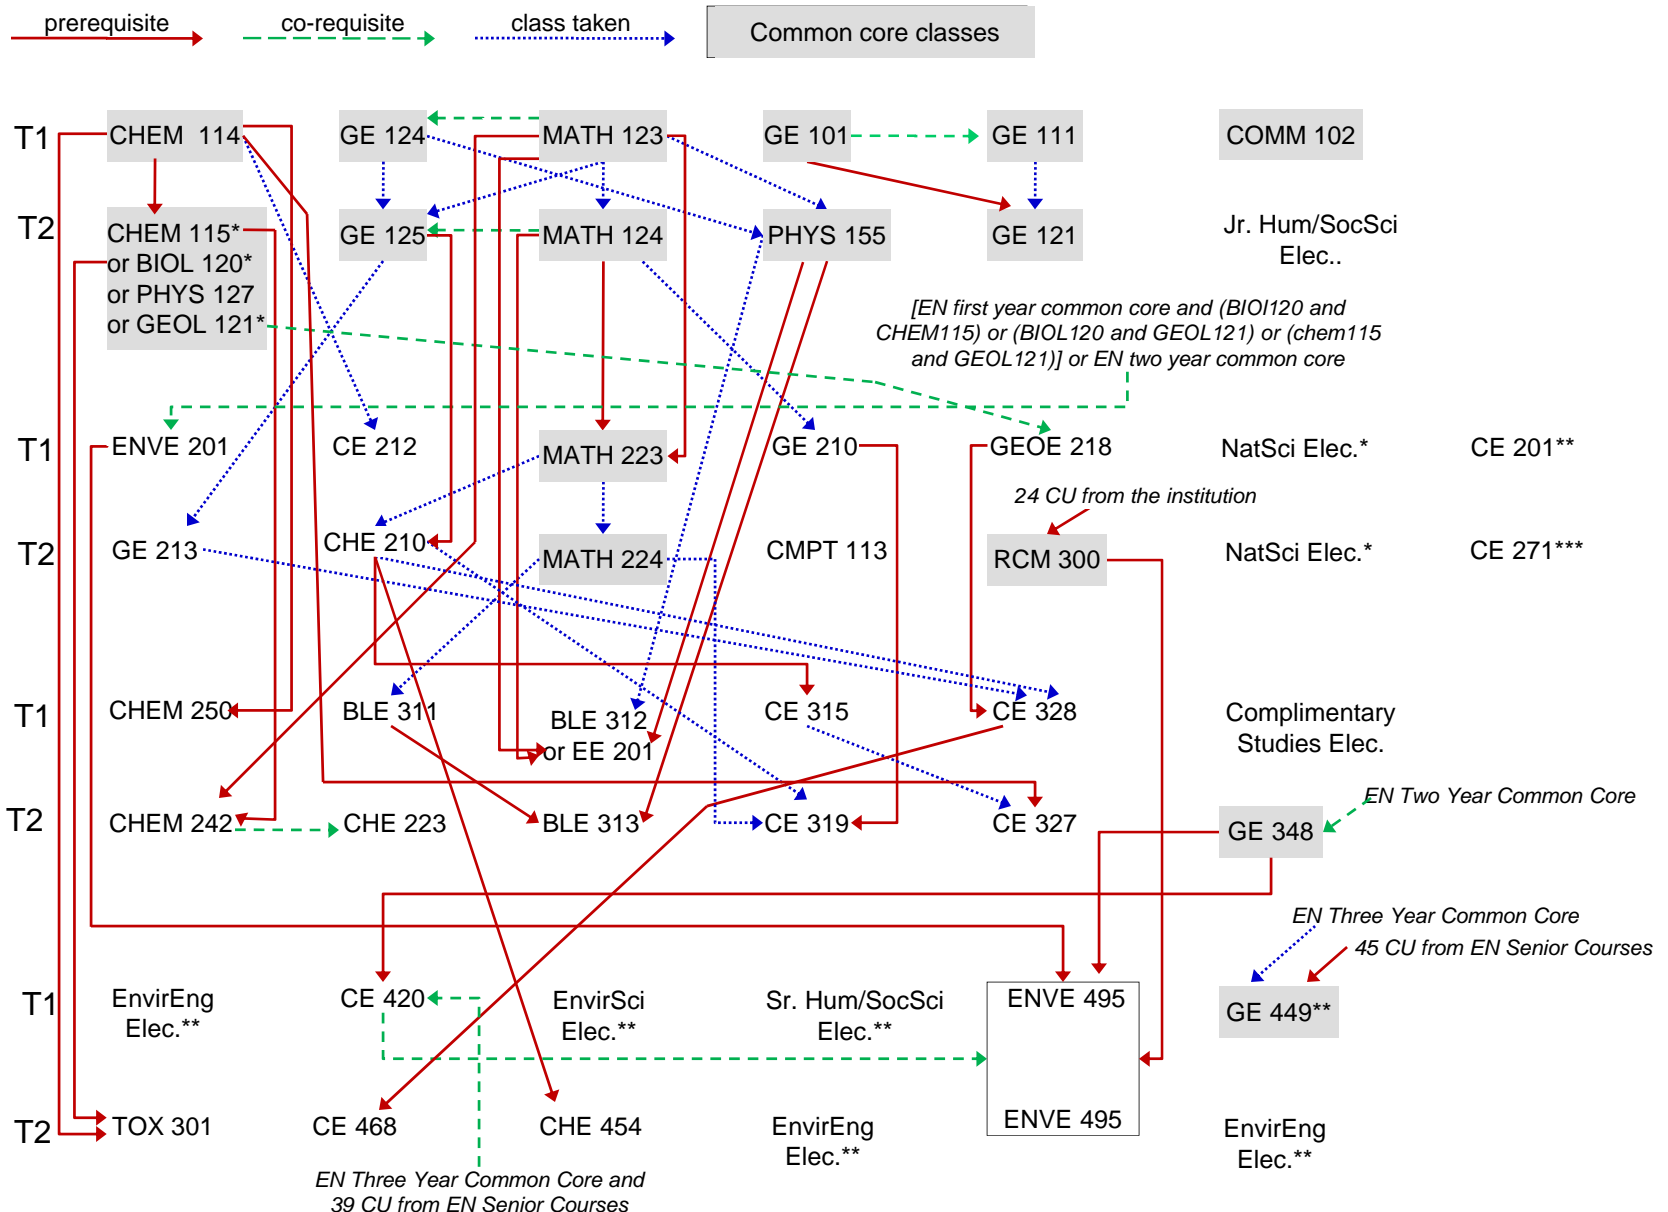 prerequisite
co-requisite
class taken
Common core classes
T1
CHEM 114
GE 124
MATH 123
GE 101
GE 111
COMM 102
T2
CHEM 115*
or BIOL 120*
or PHYS 127
or GEOL 121*
GE 125
MATH 124
PHYS 155
GE 121
Jr. Hum/SocSci
Elec..
[EN first year common core and (BIOl120 and
CHEM115) or (BIOL120 and GEOL121) or (chem115
and GEOL121)] or EN two year common core
T1
ENVE 201
CE 212
MATH 223
GE 210
GEOE 218
NatSci Elec.*
CE 201**
24 CU from the institution
T2
GE 213
CHE 210
MATH 224
CMPT 113
RCM 300
NatSci Elec.*
CE 271***
T1
CHEM 250
BLE 311
BLE 312
or EE 201
CE 315
CE 328
Complimentary
Studies Elec.
EN Two Year Common Core
T2
CHEM 242
CHE 223
BLE 313
CE 319
CE 327
GE 348
EN Three Year Common Core
45 CU from EN Senior Courses
T1
EnvirEng
Elec.**
CE 420
EnvirSci
Elec.**
Sr. Hum/SocSci
Elec.**
ENVE 495
GE 449**
T2
TOX 301
CE 468
CHE 454
EnvirEng
Elec.**
ENVE 495
EnvirEng
Elec.**
EN Three Year Common Core and
39 CU from EN Senior Courses